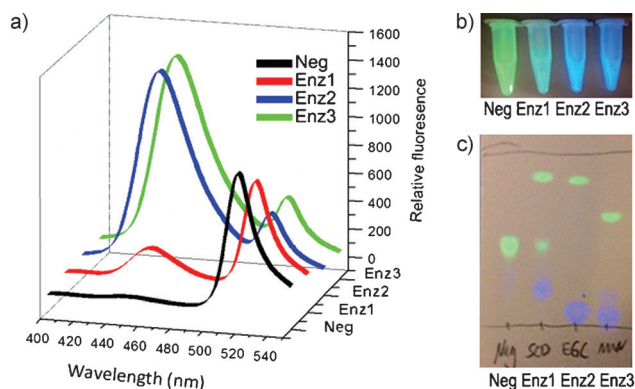 a)
Neg
Enz1
Enz2
Enz3
1600
1400
1200
1000
800
600
400
200
0
Relative fluoresence
Enz3
Enz2
Enz1
Neg
400 420 440 460 480 500 520 540
Wavelength (nm)
b)
Neg Enz1 Enz2 Enz3
c)
Neg SCO EGC
Neg Enz1 Enz2 Enz3